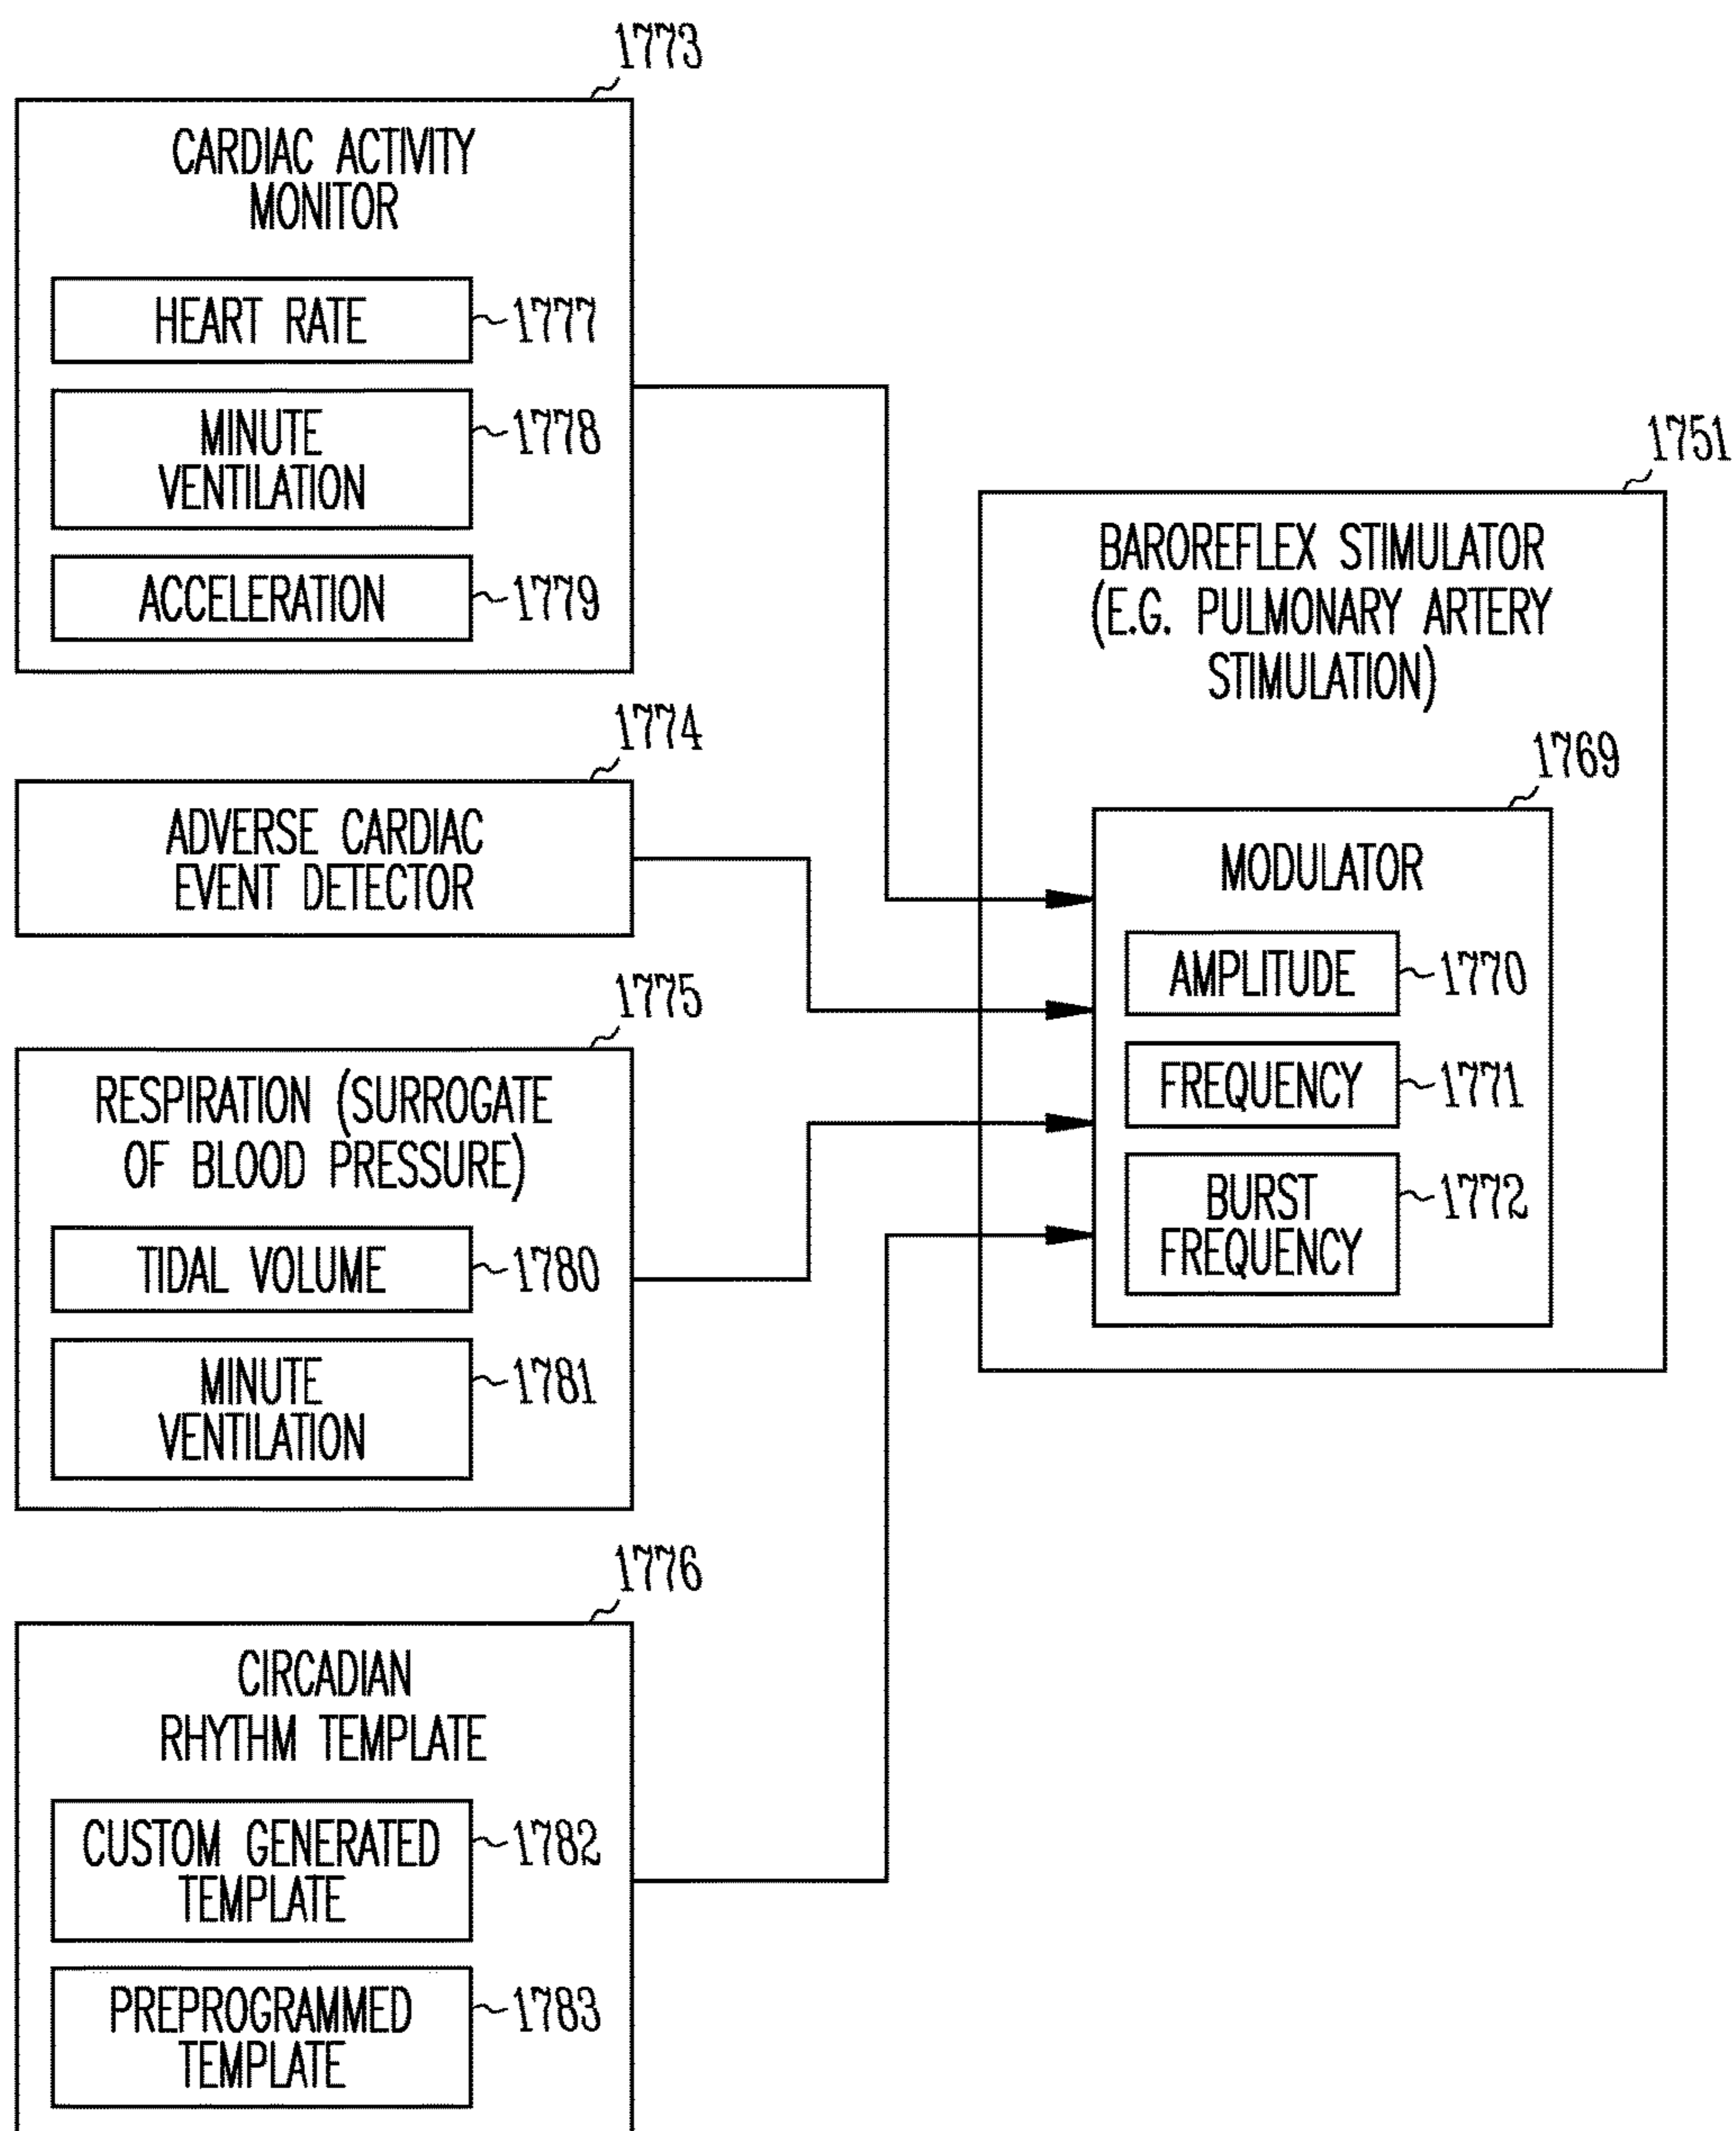 1773
CARDIAC ACTIVITY
MONITOR
HEART RATE
1777
MINUTE
VENTILATION
1778
ACCELERATION
1779
1774
ADVERSE CARDIAC
EVENT DETECTOR
1775
RESPIRATION (SURROGATE
OF BLOOD PRESSURE)
TIDAL VOLUME
1780
MINUTE
VENTILATION
1781
1776
CIRCADIAN
RHYTHM TEMPLATE
CUSTOM GENERATED
TEMPLATE
1782
PREPROGRAMMED
TEMPLATE
1783
1751
BAROREFLEX STIMULATOR
(E.G. PULMONARY ARTERY
STIMULATION)
1769
MODULATOR
AMPLITUDE
1770
FREQUENCY
1771
BURST
FREQUENCY
1772